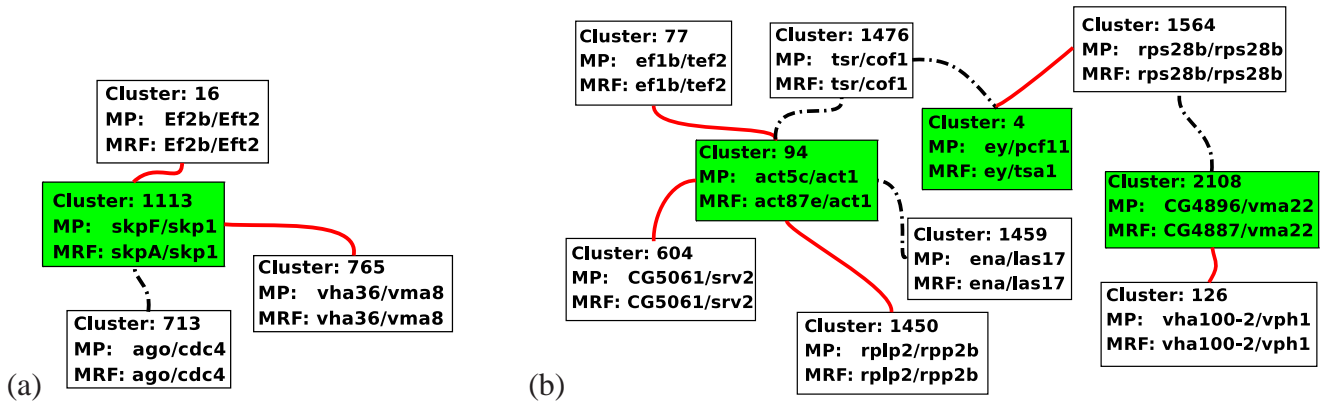 Cluster: 16
MP: Ef2b/Eft2
MRF: Ef2b/Eft2
Cluster: 1113
MP: skpF/skp1
MRF: skpA/skp1
Cluster: 765
MP: vha36/vma8
MRF: vha36/vma8
Cluster: 713
MP: ago/cdc4
MRF: ago/cdc4
(a)
Cluster: 77
MP: ef1b/tef2
MRF: ef1b/tef2
Cluster: 1476
MP: tsr/cof1
MRF: tsr/cof1
Cluster: 1564
MP: rps28b/rps28b
MRF: rps28b/rps28b
Cluster: 4
MP: ey/pcf11
MRF: ey/tsa1
Cluster: 94
MP: act5c/act1
MRF: act87e/act1
Cluster: 2108
MP: CG4896/vma22
MRF: CG4887/vma22
Cluster: 604
MP: CG5061/srv2
MRF: CG5061/srv2
Cluster: 1459
MP: ena/las17
MRF: ena/las17
Cluster: 126
MP: vha100-2/vph1
MRF: vha100-2/vph1
Cluster: 1450
MP: rplp2/rpp2b
MRF: rplp2/rpp2b
(b)